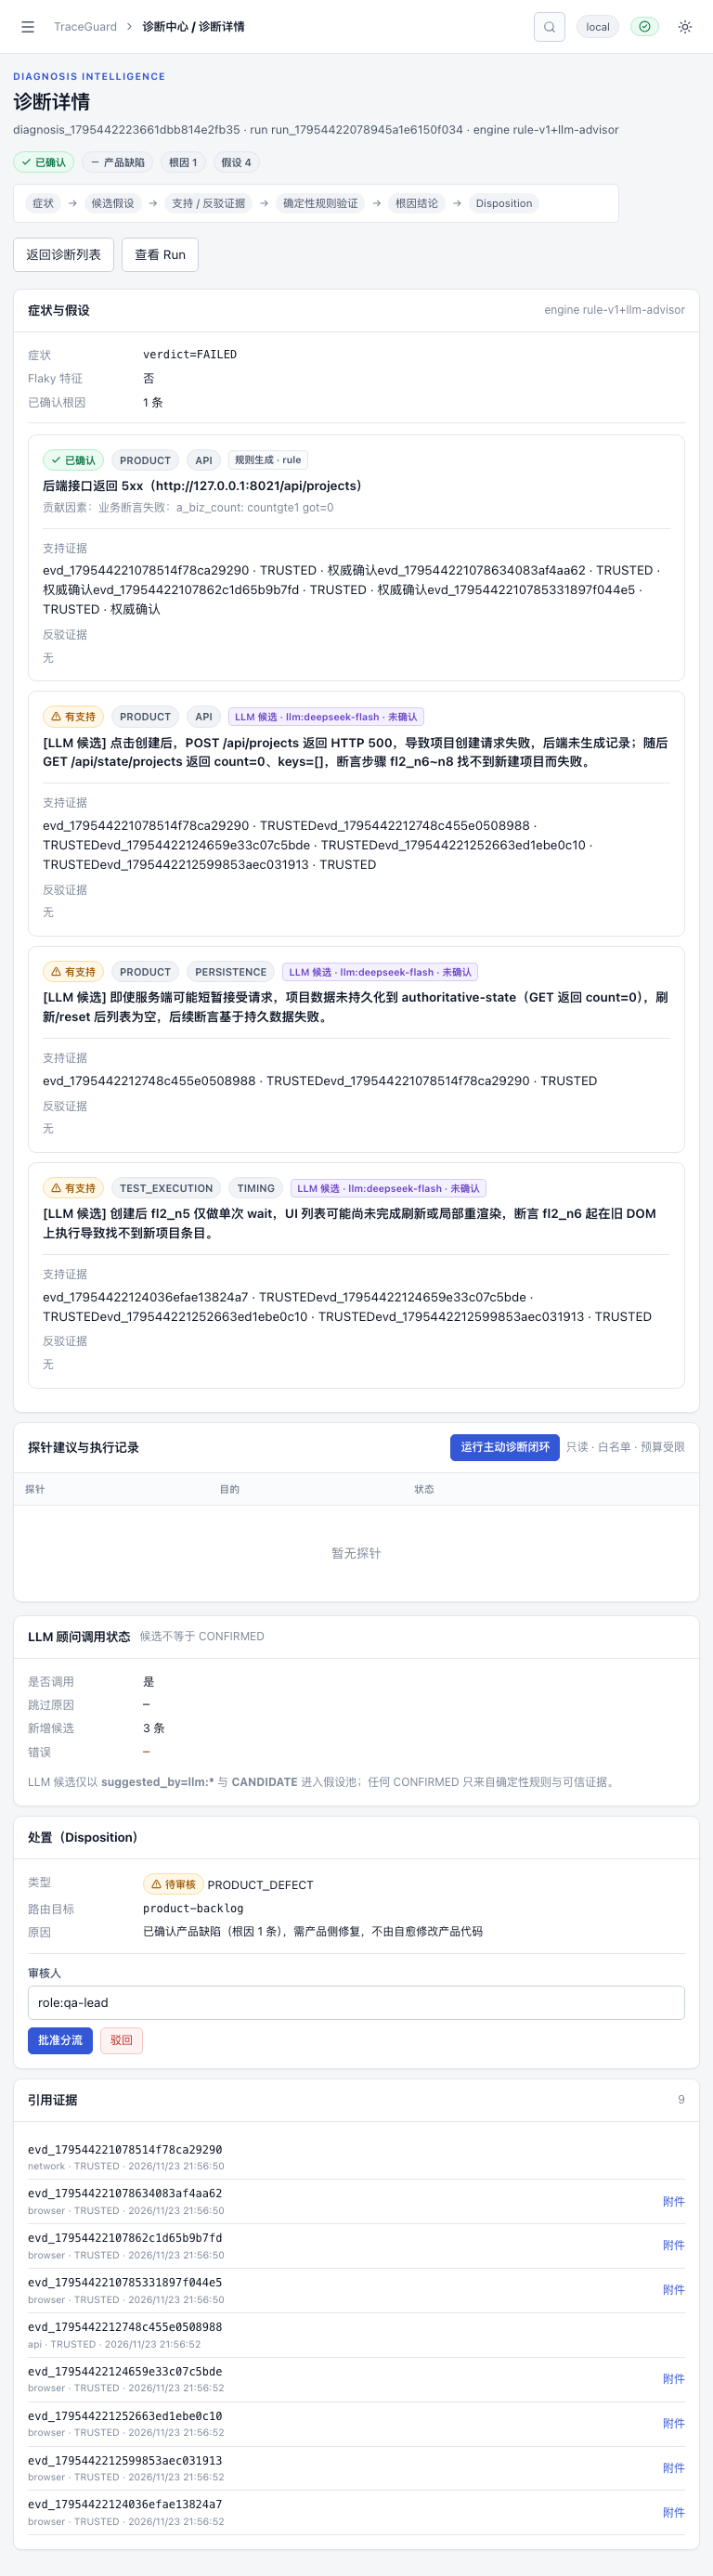 TraceGuard > 诊断中心 / 诊断详情 local
DIAGNOSIS INTELLIGENCE
诊断详情
diagnosis_1795442223661dbb814e2fb35 · run run_17954422078945a1e6150f034 · engine rule-v1+llm-advisor
已确认 — 产品缺陷 根因 1 假设 4
症状 → 候选假设 → 支持 / 反驳证据 → 确定性规则验证 → 根因结论 → Disposition
返回诊断列表 查看 Run
症状与假设 engine rule-v1+llm-advisor
症状 verdict=FAILED
Flaky 特征 否
已确认根因 1 条
已确认 PRODUCT API 规则生成 · rule
后端接口返回 5xx（http://127.0.0.1:8021/api/projects）
贡献因素：业务断言失败：a_biz_count: countgte1 got=0
支持证据
evd_179544221078514f78ca29290 · TRUSTED · 权威确认evd_179544221078634083af4aa62 · TRUSTED ·
权威确认evd_17954422107862c1d65b9b7fd · TRUSTED · 权威确认evd_1795442210785331897f044e5 ·
TRUSTED · 权威确认
反驳证据
无
有支持 PRODUCT API LLM 候选 · llm:deepseek-flash · 未确认
[LLM 候选] 点击创建后，POST /api/projects 返回 HTTP 500，导致项目创建请求失败，后端未生成记录；随后
GET /api/state/projects 返回 count=0、keys=[]，断言步骤 fl2_n6~n8 找不到新建项目而失败。
支持证据
evd_179544221078514f78ca29290 · TRUSTEDevd_1795442212748c455e0508988 ·
TRUSTEDevd_17954422124659e33c07c5bde · TRUSTEDevd_179544221252663ed1ebe0c10 ·
TRUSTEDevd_1795442212599853aec031913 · TRUSTED
反驳证据
无
有支持 PRODUCT PERSISTENCE LLM 候选 · llm:deepseek-flash · 未确认
[LLM 候选] 即使服务端可能短暂接受请求，项目数据未持久化到 authoritative-state（GET 返回 count=0），刷
新/reset 后列表为空，后续断言基于持久数据失败。
支持证据
evd_1795442212748c455e0508988 · TRUSTEDevd_179544221078514f78ca29290 · TRUSTED
反驳证据
无
有支持 TEST_EXECUTION TIMING LLM 候选 · llm:deepseek-flash · 未确认
[LLM 候选] 创建后 fl2_n5 仅做单次 wait，UI 列表可能尚未完成刷新或局部重渲染，断言 fl2_n6 起在旧 DOM
上执行导致找不到新项目条目。
支持证据
evd_17954422124036efae13824a7 · TRUSTEDevd_17954422124659e33c07c5bde ·
TRUSTEDevd_179544221252663ed1ebe0c10 · TRUSTEDevd_1795442212599853aec031913 · TRUSTED
反驳证据
无
探针建议与执行记录 运行主动诊断闭环 只读 · 白名单 · 预算受限
探针 目的 状态
暂无探针
LLM 顾问调用状态 候选不等于 CONFIRMED
是否调用 是
跳过原因 —
新增候选 3 条
错误 —
LLM 候选仅以 suggested_by=llm:* 与 CANDIDATE 进入假设池；任何 CONFIRMED 只来自确定性规则与可信证据。
处置（Disposition）
类型 待审核 PRODUCT_DEFECT
路由目标 product-backlog
原因 已确认产品缺陷（根因 1 条），需产品侧修复，不由自愈修改产品代码
审核人
role:qa-lead
批准分流 驳回
引用证据 9
evd_179544221078514f78ca29290
network · TRUSTED · 2026/11/23 21:56:50
evd_179544221078634083af4aa62 附件
browser · TRUSTED · 2026/11/23 21:56:50
evd_17954422107862c1d65b9b7fd 附件
browser · TRUSTED · 2026/11/23 21:56:50
evd_1795442210785331897f044e5 附件
browser · TRUSTED · 2026/11/23 21:56:50
evd_1795442212748c455e0508988
api · TRUSTED · 2026/11/23 21:56:52
evd_17954422124659e33c07c5bde 附件
browser · TRUSTED · 2026/11/23 21:56:52
evd_179544221252663ed1ebe0c10 附件
browser · TRUSTED · 2026/11/23 21:56:52
evd_1795442212599853aec031913 附件
browser · TRUSTED · 2026/11/23 21:56:52
evd_17954422124036efae13824a7 附件
browser · TRUSTED · 2026/11/23 21:56:52